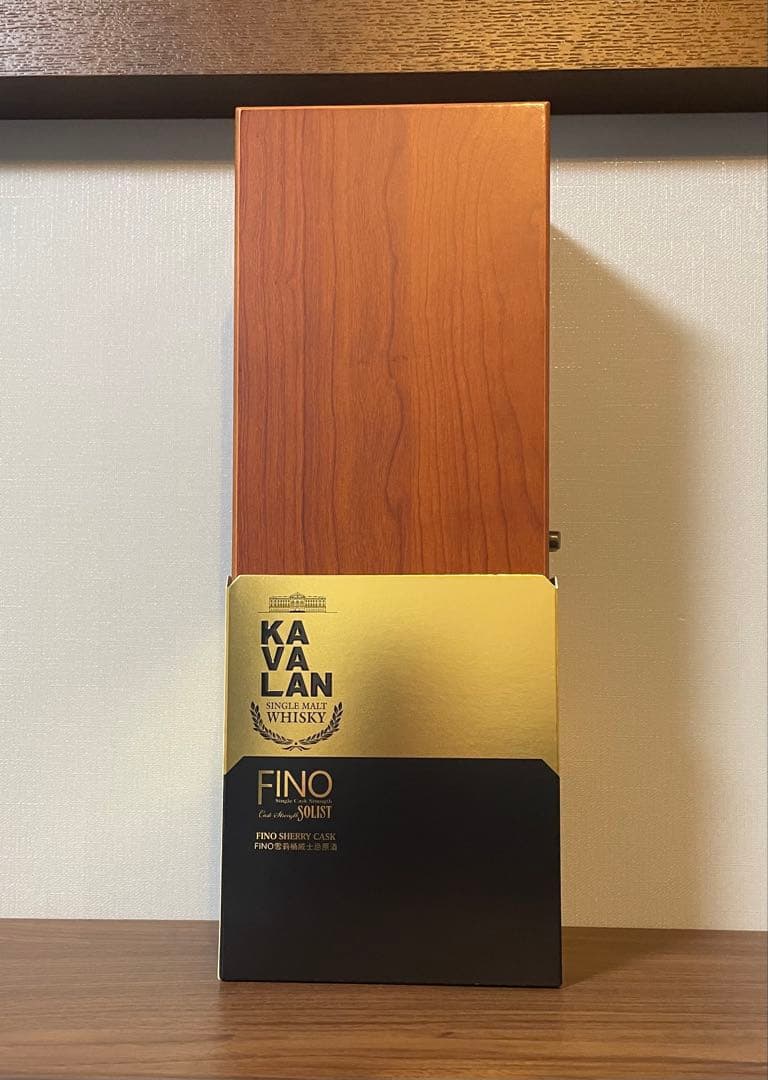 KA
VA
LAN
SINGLE MALT
WHISKY
FINO
Single Cask Strength
Cask Strength SOLIST
FINO SHERRY CASK
FINO雪莉桶威士忌原酒